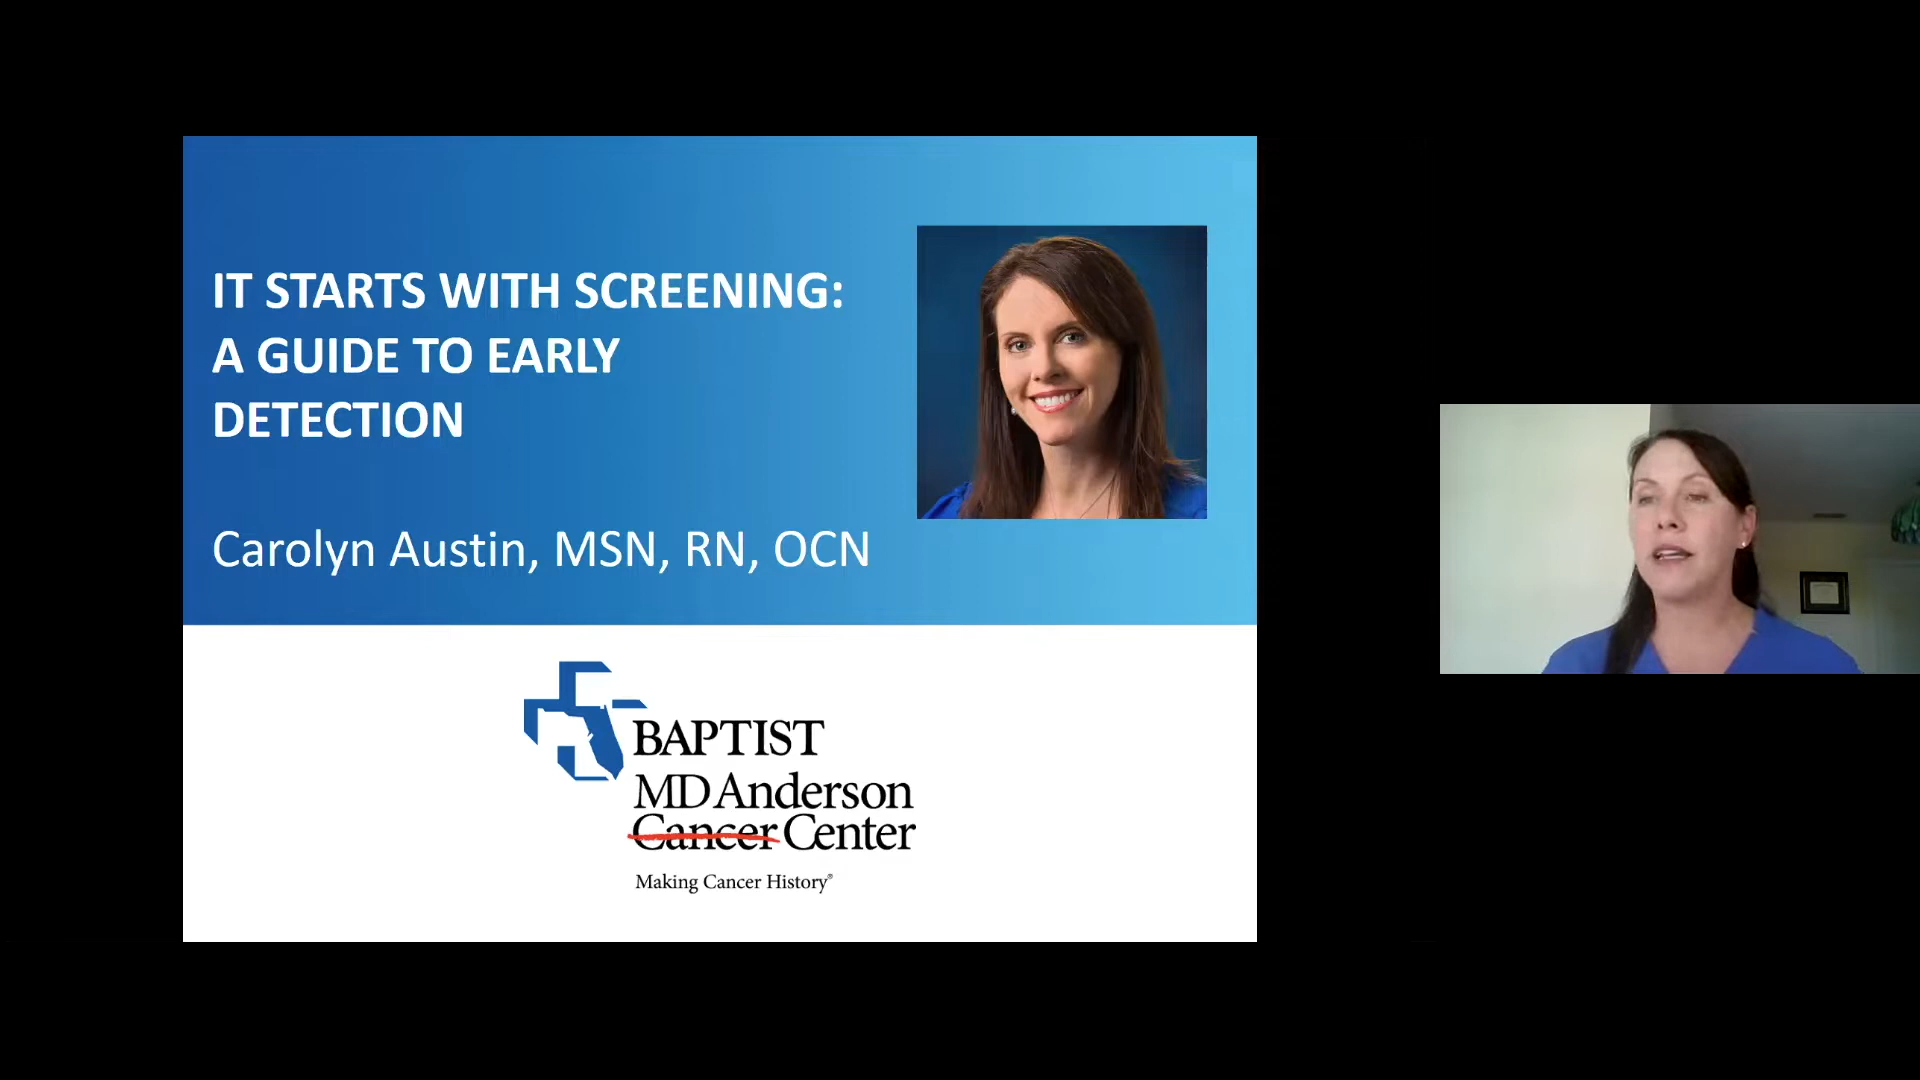 IT STARTS WITH SCREENING:
A GUIDE TO EARLY
DETECTION
Carolyn Austin, MSN, RN, OCN
BAPTIST
MD Anderson
Cancer Center
Making Cancer History®